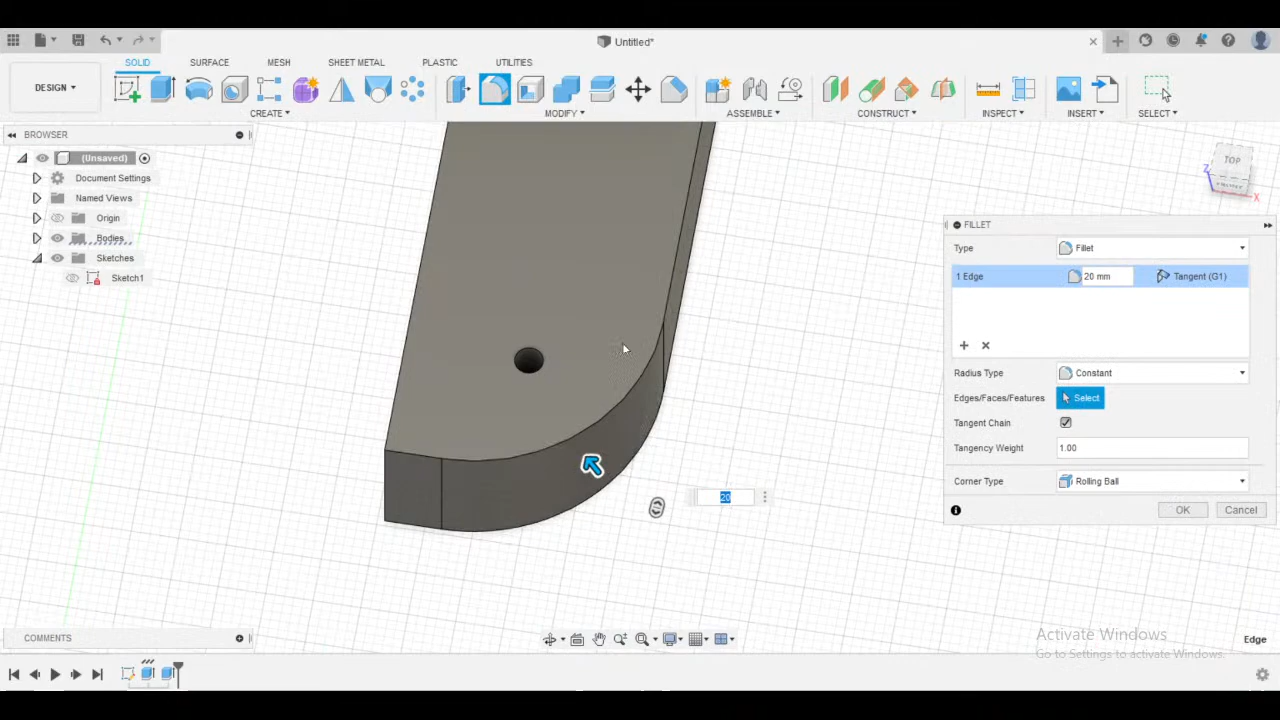 Untitled*
DESIGN
SOLID SURFACE MESH SHEET METAL PLASTIC UTILITIES
CREATE MODIFY ASSEMBLE CONSTRUCT INSPECT INSERT SELECT
BROWSER
(Unsaved)
Document Settings
Named Views
Origin
Bodies
Sketches
Sketch1
TOP
Z
X
FILLET
Type Fillet
1 Edge 20 mm Tangent (G1)
Radius Type Constant
Edges/Faces/Features Select
Tangent Chain
Tangency Weight 1.00
Corner Type Rolling Ball
OK Cancel
20
COMMENTS
Activate Windows
Go to Settings to activate Windows.
Edge